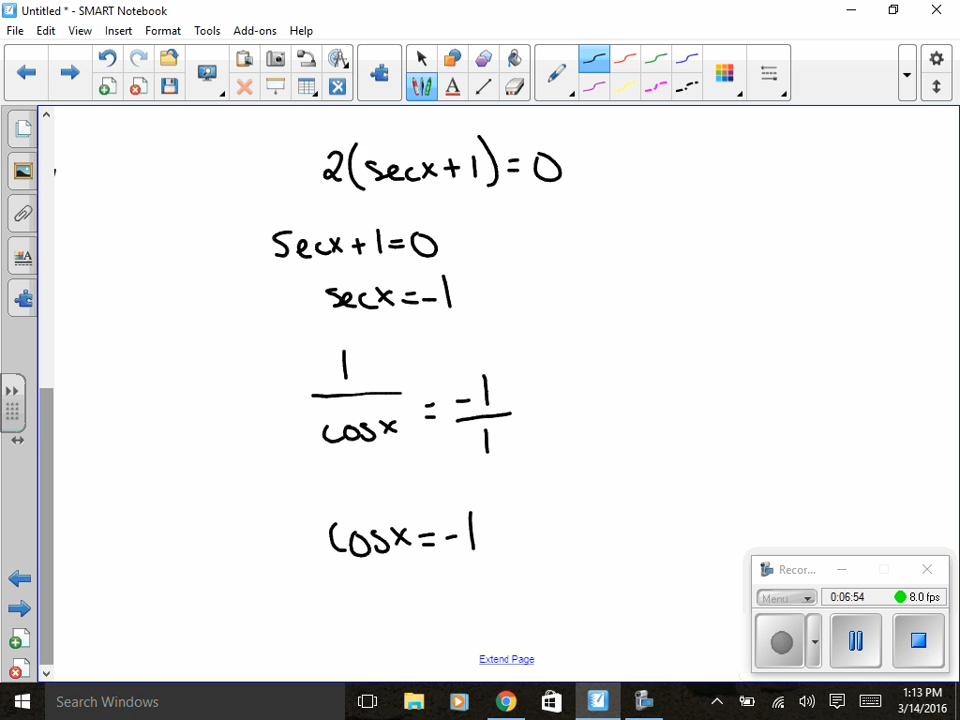 Untitled * - SMART Notebook
File Edit View Insert Format Tools Add-ons Help
2(secx+1)=0
secx+1=0
secx=-1
1/cosx = -1/1
cosx=-1
Recor...
Menu
0:06:54
8.0 fps
Extend Page
Search Windows
1:13 PM
3/14/2016